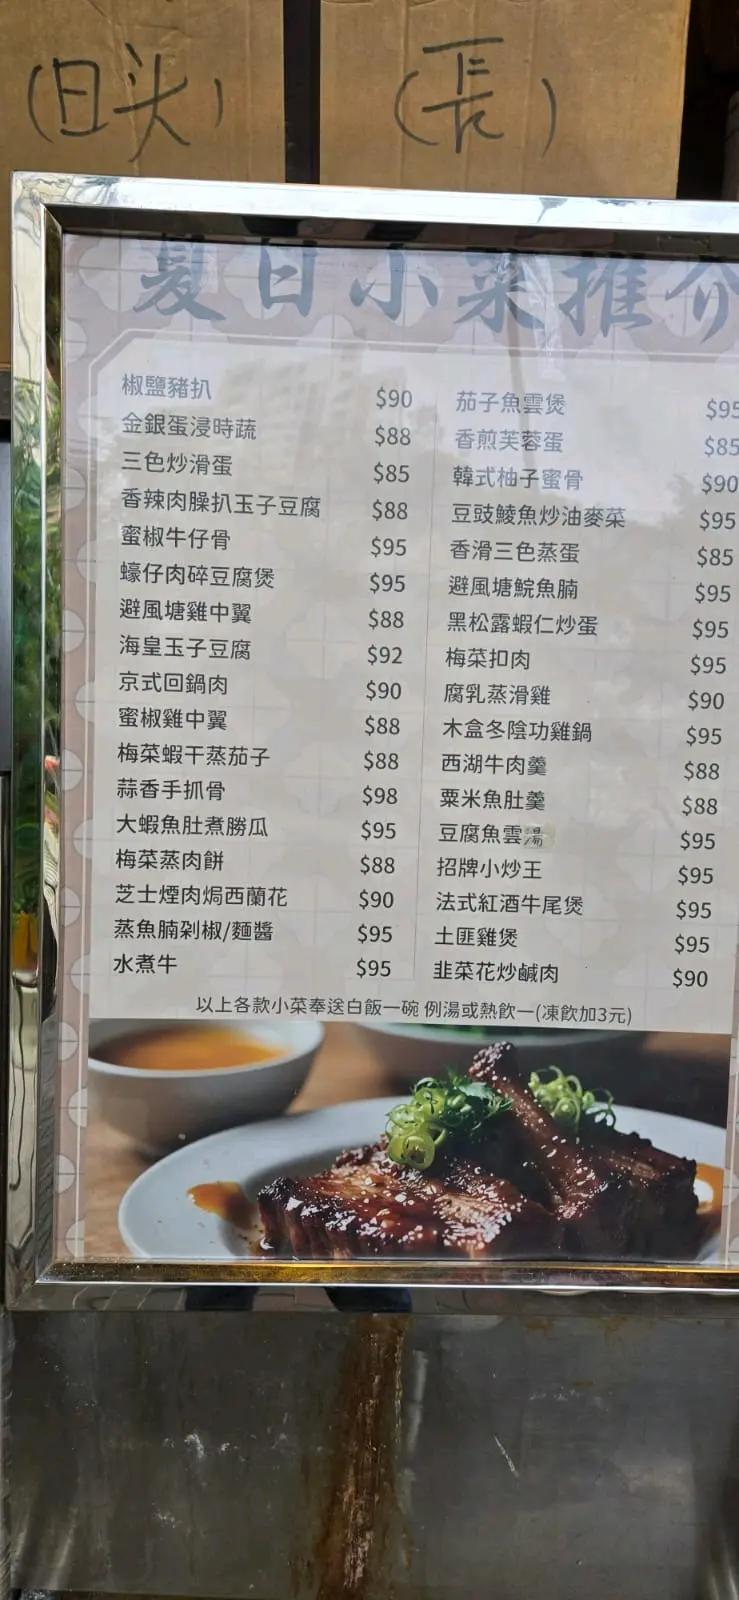 (日头)
(長)
夏日小菜推介
椒鹽豬扒 $90
金銀蛋浸時蔬 $88
三色炒滑蛋 $85
香辣肉臊扒玉子豆腐 $88
蜜椒牛仔骨 $95
蠔仔肉碎豆腐煲 $95
避風塘雞中翼 $88
海皇玉子豆腐 $92
京式回鍋肉 $90
蜜椒雞中翼 $88
梅菜蝦干蒸茄子 $88
蒜香手抓骨 $98
大蝦魚肚煮勝瓜 $95
梅菜蒸肉餅 $88
芝士煙肉焗西蘭花 $90
蒸魚腩剁椒/麵醬 $95
水煮牛 $95
茄子魚雲煲 $95
香煎芙蓉蛋 $85
韓式柚子蜜骨 $90
豆豉鯪魚炒油麥菜 $95
香滑三色蒸蛋 $85
避風塘鯇魚腩 $95
黑松露蝦仁炒蛋 $95
梅菜扣肉 $95
腐乳蒸滑雞 $90
木盒冬陰功雞鍋 $95
西湖牛肉羹 $88
粟米魚肚羹 $88
豆腐魚雲湯 $95
招牌小炒王 $95
法式紅酒牛尾煲 $95
土匪雞煲 $95
韭菜花炒鹹肉 $90
以上各款小菜奉送白飯一碗 例湯或熱飲一(凍飲加3元)